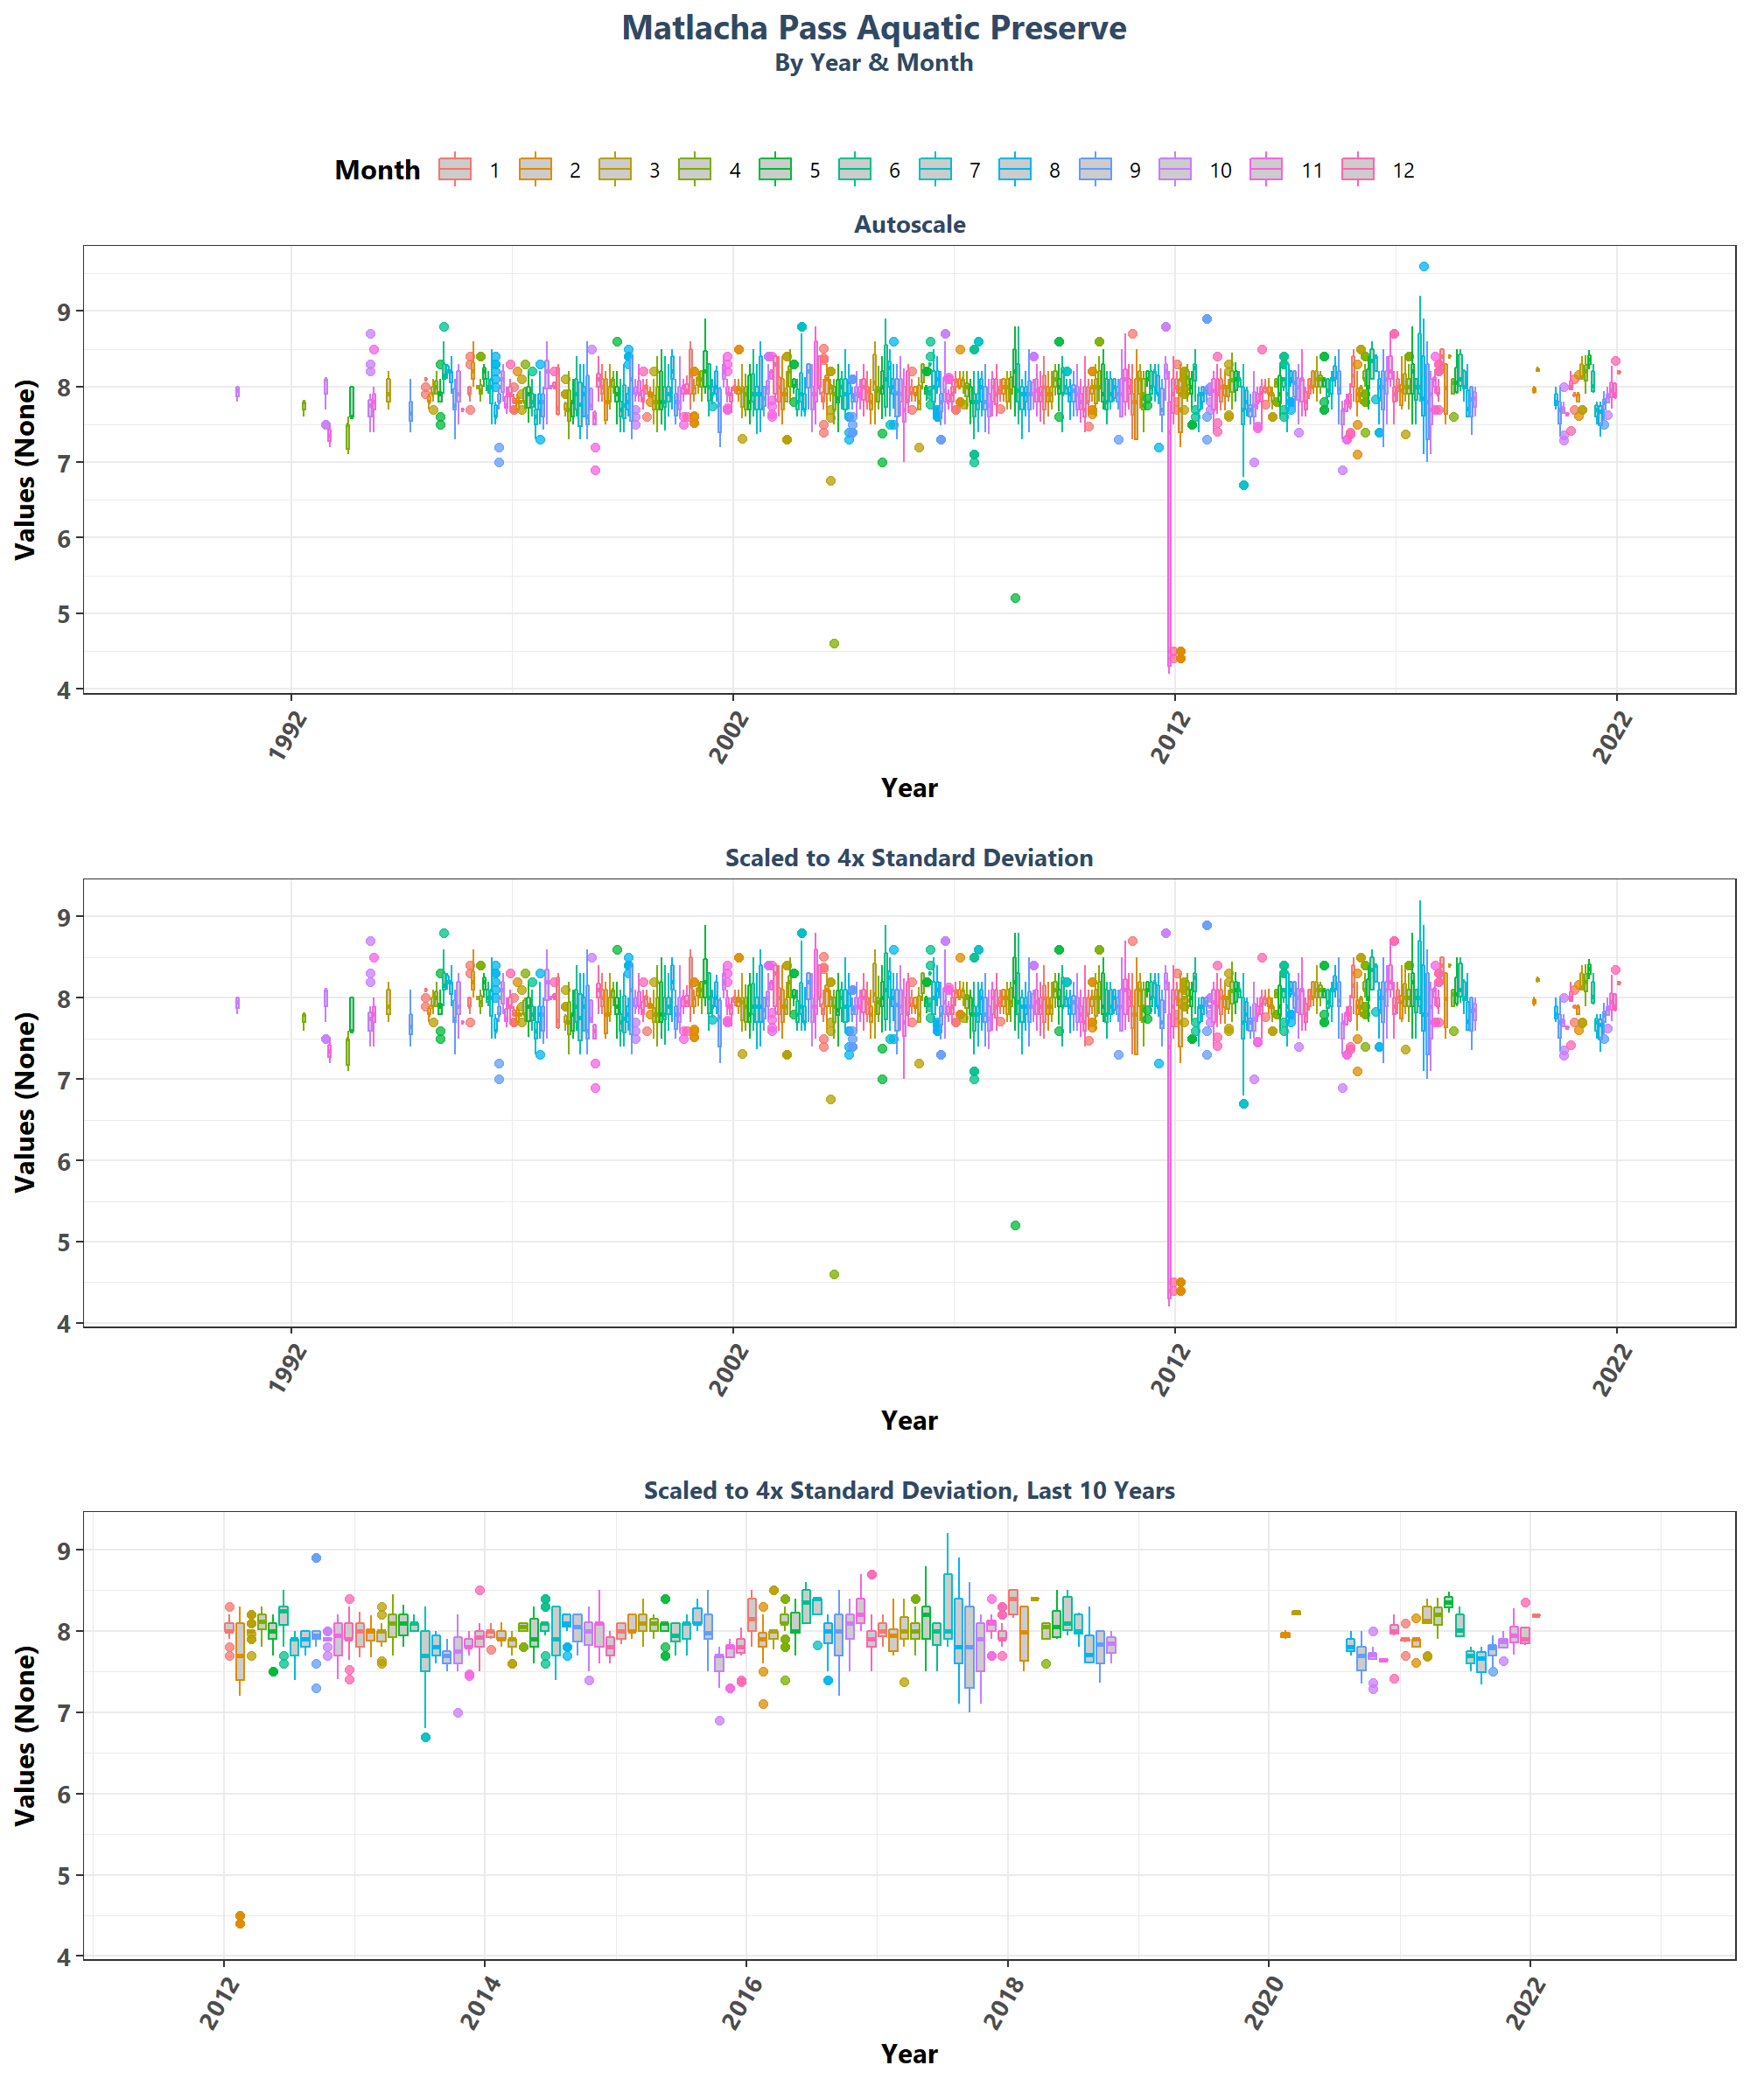 Matlacha Pass Aquatic Preserve
By Year & Month
Month 1 2 3 4 5 6 7 8 9 10 11 12
Autoscale
Values (None)
9
8
7
6
5
4
1992 2002 2012 2022
Year
Scaled to 4x Standard Deviation
Values (None)
9
8
7
6
5
4
1992 2002 2012 2022
Year
Scaled to 4x Standard Deviation, Last 10 Years
Values (None)
9
8
7
6
5
4
2012 2014 2016 2018 2020 2022
Year